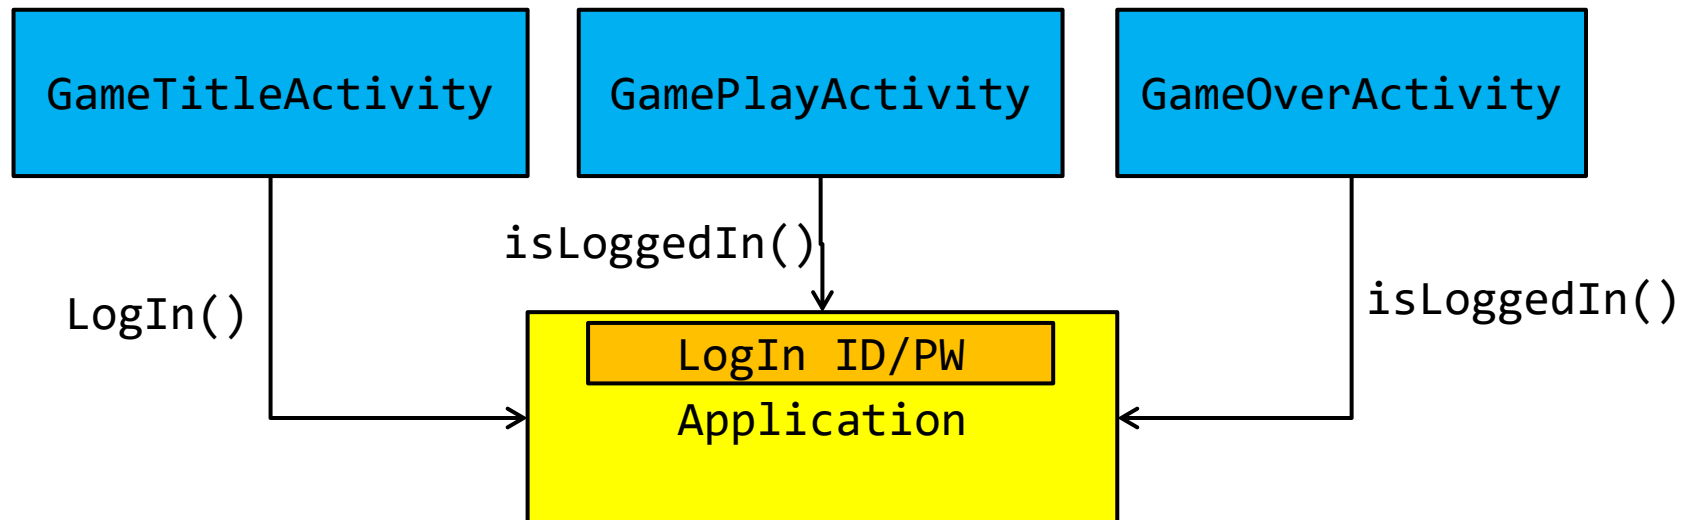 GameTitleActivity
GamePlayActivity
GameOverActivity
isLoggedIn()
LogIn()
isLoggedIn()
LogIn ID/PW
Application